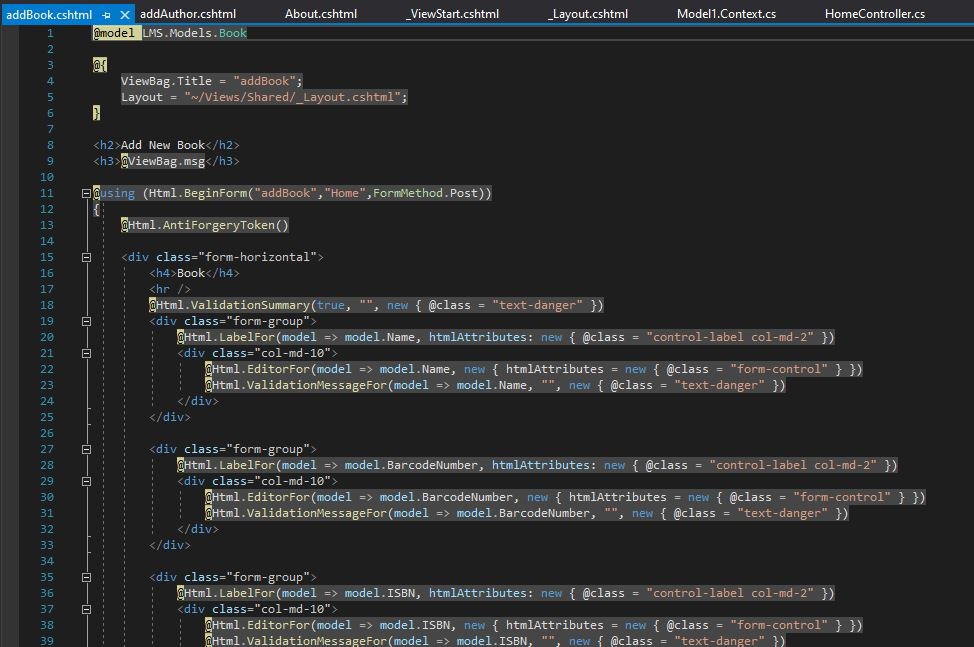 addBook.cshtml addAuthor.cshtml About.cshtml _ViewStart.cshtml _Layout.cshtml Model1.Context.cs HomeController.cs
1 @model LMS.Models.Book
2
3 @{
4 ViewBag.Title = "addBook";
5 Layout = "~/Views/Shared/_Layout.cshtml";
6 }
7
8 <h2>Add New Book</h2>
9 <h3>@ViewBag.msg</h3>
10
11 @using (Html.BeginForm("addBook","Home",FormMethod.Post))
12 {
13 @Html.AntiForgeryToken()
14
15 <div class="form-horizontal">
16 <h4>Book</h4>
17 <hr />
18 @Html.ValidationSummary(true, "", new { @class = "text-danger" })
19 <div class="form-group">
20 @Html.LabelFor(model => model.Name, htmlAttributes: new { @class = "control-label col-md-2" })
21 <div class="col-md-10">
22 @Html.EditorFor(model => model.Name, new { htmlAttributes = new { @class = "form-control" } })
23 @Html.ValidationMessageFor(model => model.Name, "", new { @class = "text-danger" })
24 </div>
25 </div>
26
27 <div class="form-group">
28 @Html.LabelFor(model => model.BarcodeNumber, htmlAttributes: new { @class = "control-label col-md-2" })
29 <div class="col-md-10">
30 @Html.EditorFor(model => model.BarcodeNumber, new { htmlAttributes = new { @class = "form-control" } })
31 @Html.ValidationMessageFor(model => model.BarcodeNumber, "", new { @class = "text-danger" })
32 </div>
33 </div>
34
35 <div class="form-group">
36 @Html.LabelFor(model => model.ISBN, htmlAttributes: new { @class = "control-label col-md-2" })
37 <div class="col-md-10">
38 @Html.EditorFor(model => model.ISBN, new { htmlAttributes = new { @class = "form-control" } })
39 @Html.ValidationMessageFor(model => model.ISBN, "", new { @class = "text-danger" })